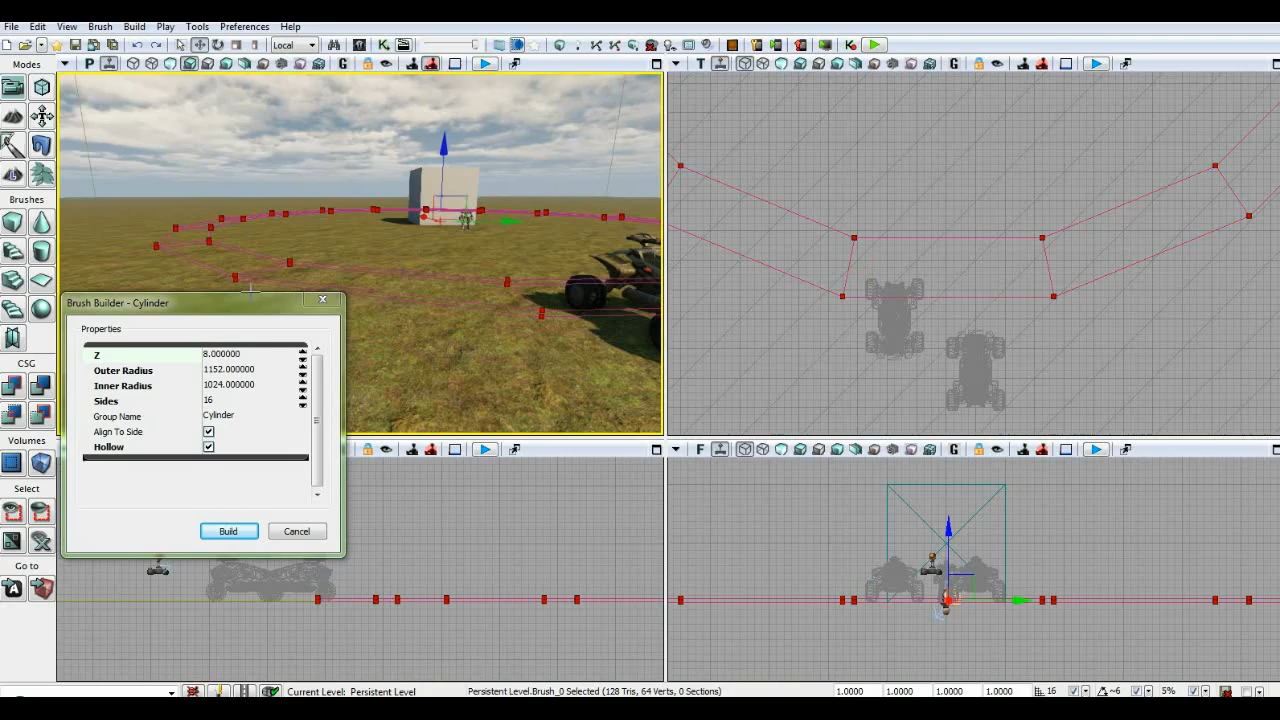 File Edit View Brush Build Play Tools Preferences Help
Local
Modes
P
G
T
G
Brushes
Brush Builder - Cylinder
Properties
Z 8.000000
Outer Radius 1152.000000
Inner Radius 1024.000000
Sides 16
Group Name Cylinder
Align To Side
Hollow
Build Cancel
CSG
Volumes
F
G
Select
Go to
Current Level: Persistent Level
Persistent Level.Brush_0 Selected (128 Tris, 64 Verts, 0 Sections)
1.0000 1.0000 1.0000 1.0000 16 ~6 5%